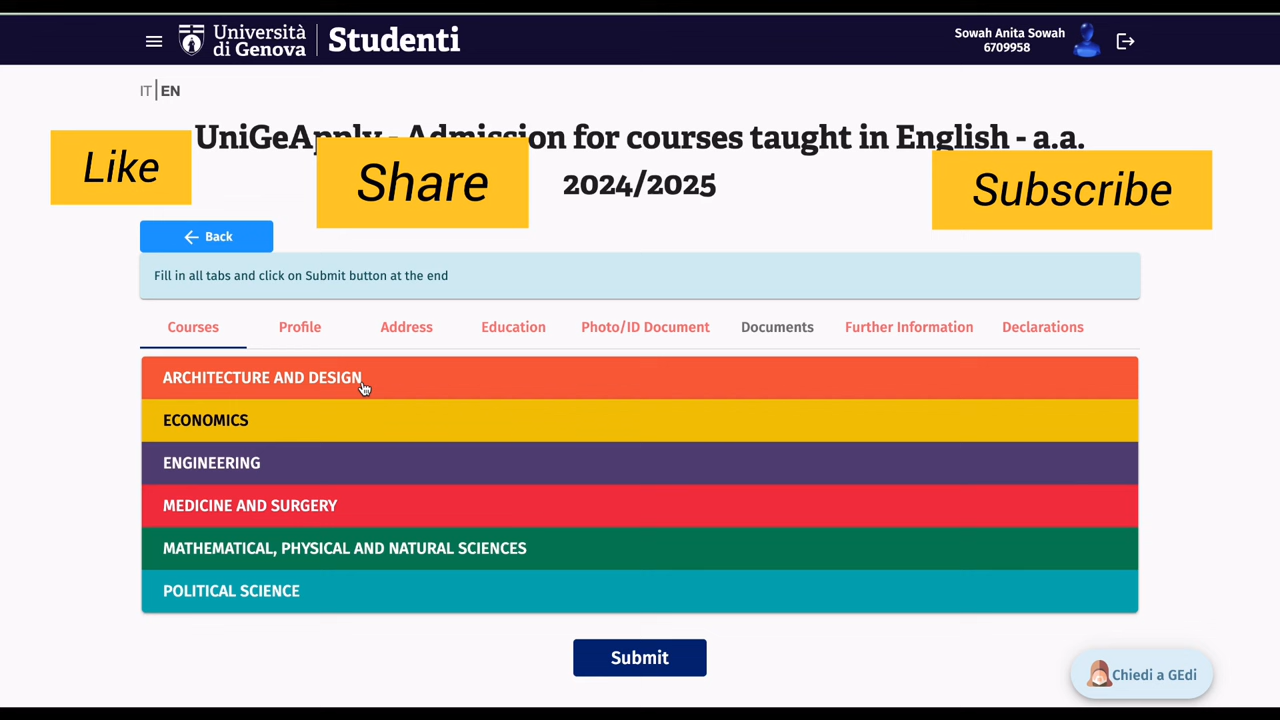 Università
di Genova
Studenti
Sowah Anita Sowah
6709958
IT|EN
UniGeApply - Admission for courses taught in English - a.a.
2024/2025
Like
Share
Subscribe
← Back
Fill in all tabs and click on Submit button at the end
Courses Profile Address Education Photo/ID Document Documents Further Information Declarations
ARCHITECTURE AND DESIGN
ECONOMICS
ENGINEERING
MEDICINE AND SURGERY
MATHEMATICAL, PHYSICAL AND NATURAL SCIENCES
POLITICAL SCIENCE
Submit
Chiedi a GEdi